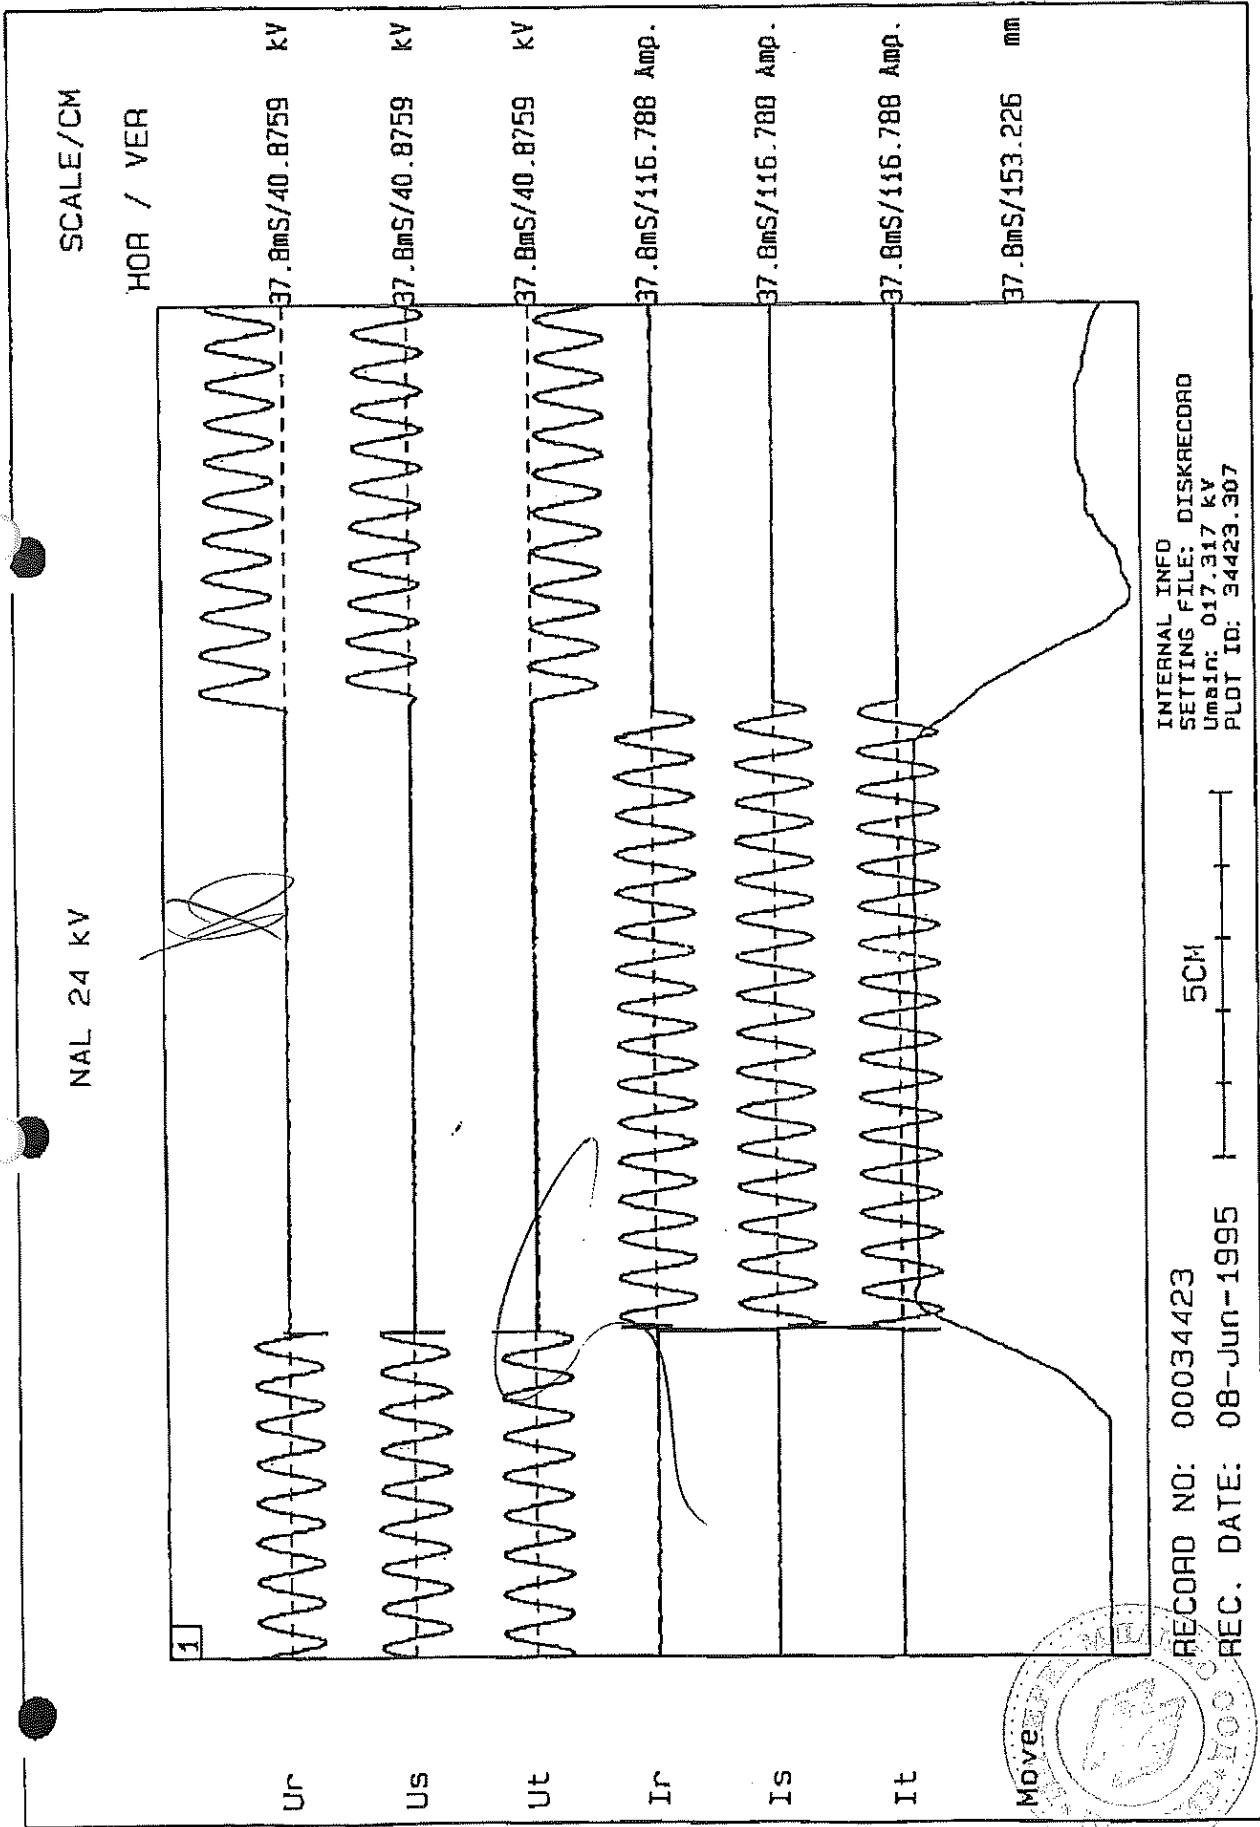 NAL 24 kV
SCALE/CM
HOR / VER
1
Ur 37.8mS/40.8759 kV
Us 37.8mS/40.8759 kV
Ut 37.8mS/40.8759 kV
Ir 37.8mS/116.788 Amp.
Is 37.8mS/116.788 Amp.
It 37.8mS/116.788 Amp.
Move 37.8mS/153.226 mm
RECORD NO: 00034423
REC. DATE: 08-Jun-1995
5CM
INTERNAL INFO
SETTING FILE: DISKRECORD
Umain: 017.317 kV
PLOT ID: 34423.307